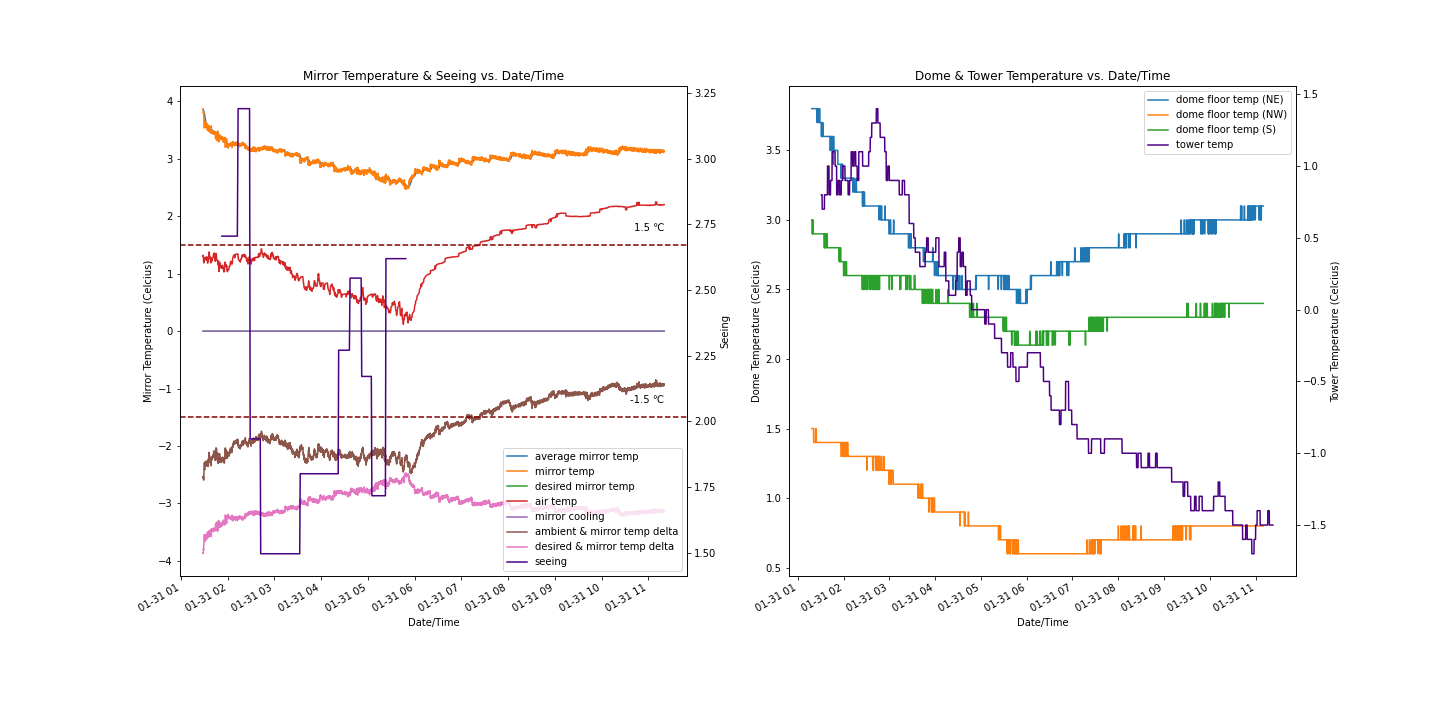 Mirror Temperature & Seeing vs. Date/Time
4
3
2
1
0
−1
−2
−3
−4
Mirror Temperature (Celcius)
3.25
3.00
2.75
2.50
2.25
2.00
1.75
1.50
Seeing
1.5 °C
-1.5 °C
average mirror temp
mirror temp
desired mirror temp
air temp
mirror cooling
ambient & mirror temp delta
desired & mirror temp delta
seeing
01-31 01
01-31 02
01-31 03
01-31 04
01-31 05
01-31 06
01-31 07
01-31 08
01-31 09
01-31 10
01-31 11
Date/Time
Dome & Tower Temperature vs. Date/Time
3.5
3.0
2.5
2.0
1.5
1.0
0.5
Dome Temperature (Celcius)
1.5
1.0
0.5
0.0
−0.5
−1.0
−1.5
Tower Temperature (Celcius)
dome floor temp (NE)
dome floor temp (NW)
dome floor temp (S)
tower temp
01-31 01
01-31 02
01-31 03
01-31 04
01-31 05
01-31 06
01-31 07
01-31 08
01-31 09
01-31 10
01-31 11
Date/Time